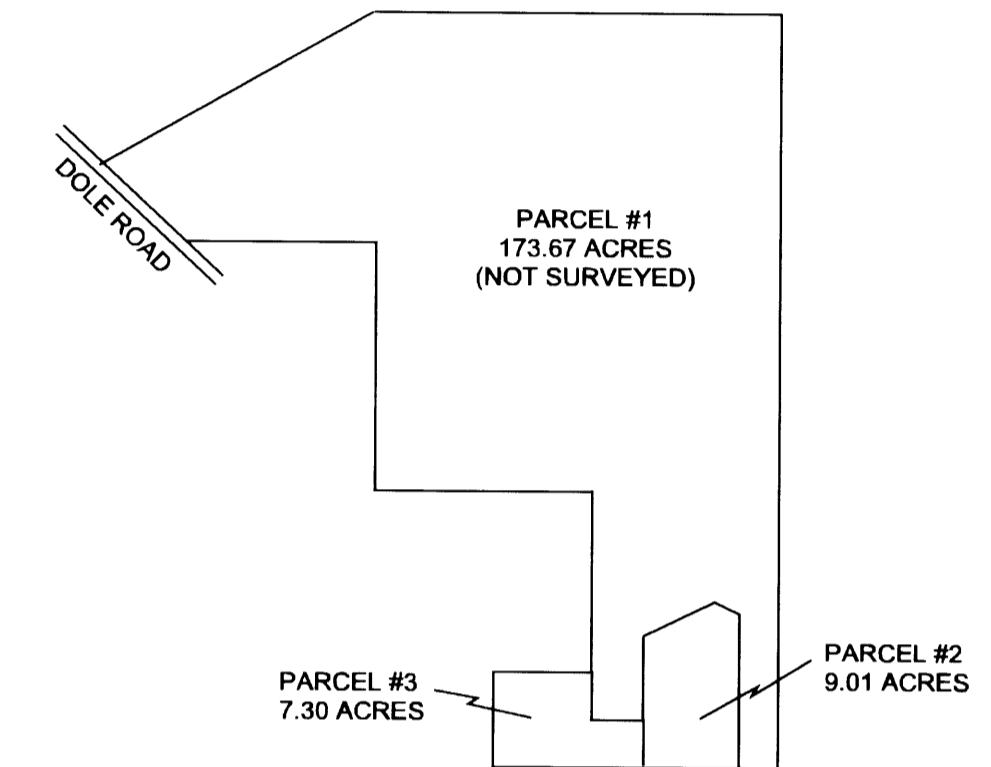 DOLE ROAD
PARCEL #1
173.67 ACRES
(NOT SURVEYED)
PARCEL #2
9.01 ACRES
PARCEL #3
7.30 ACRES